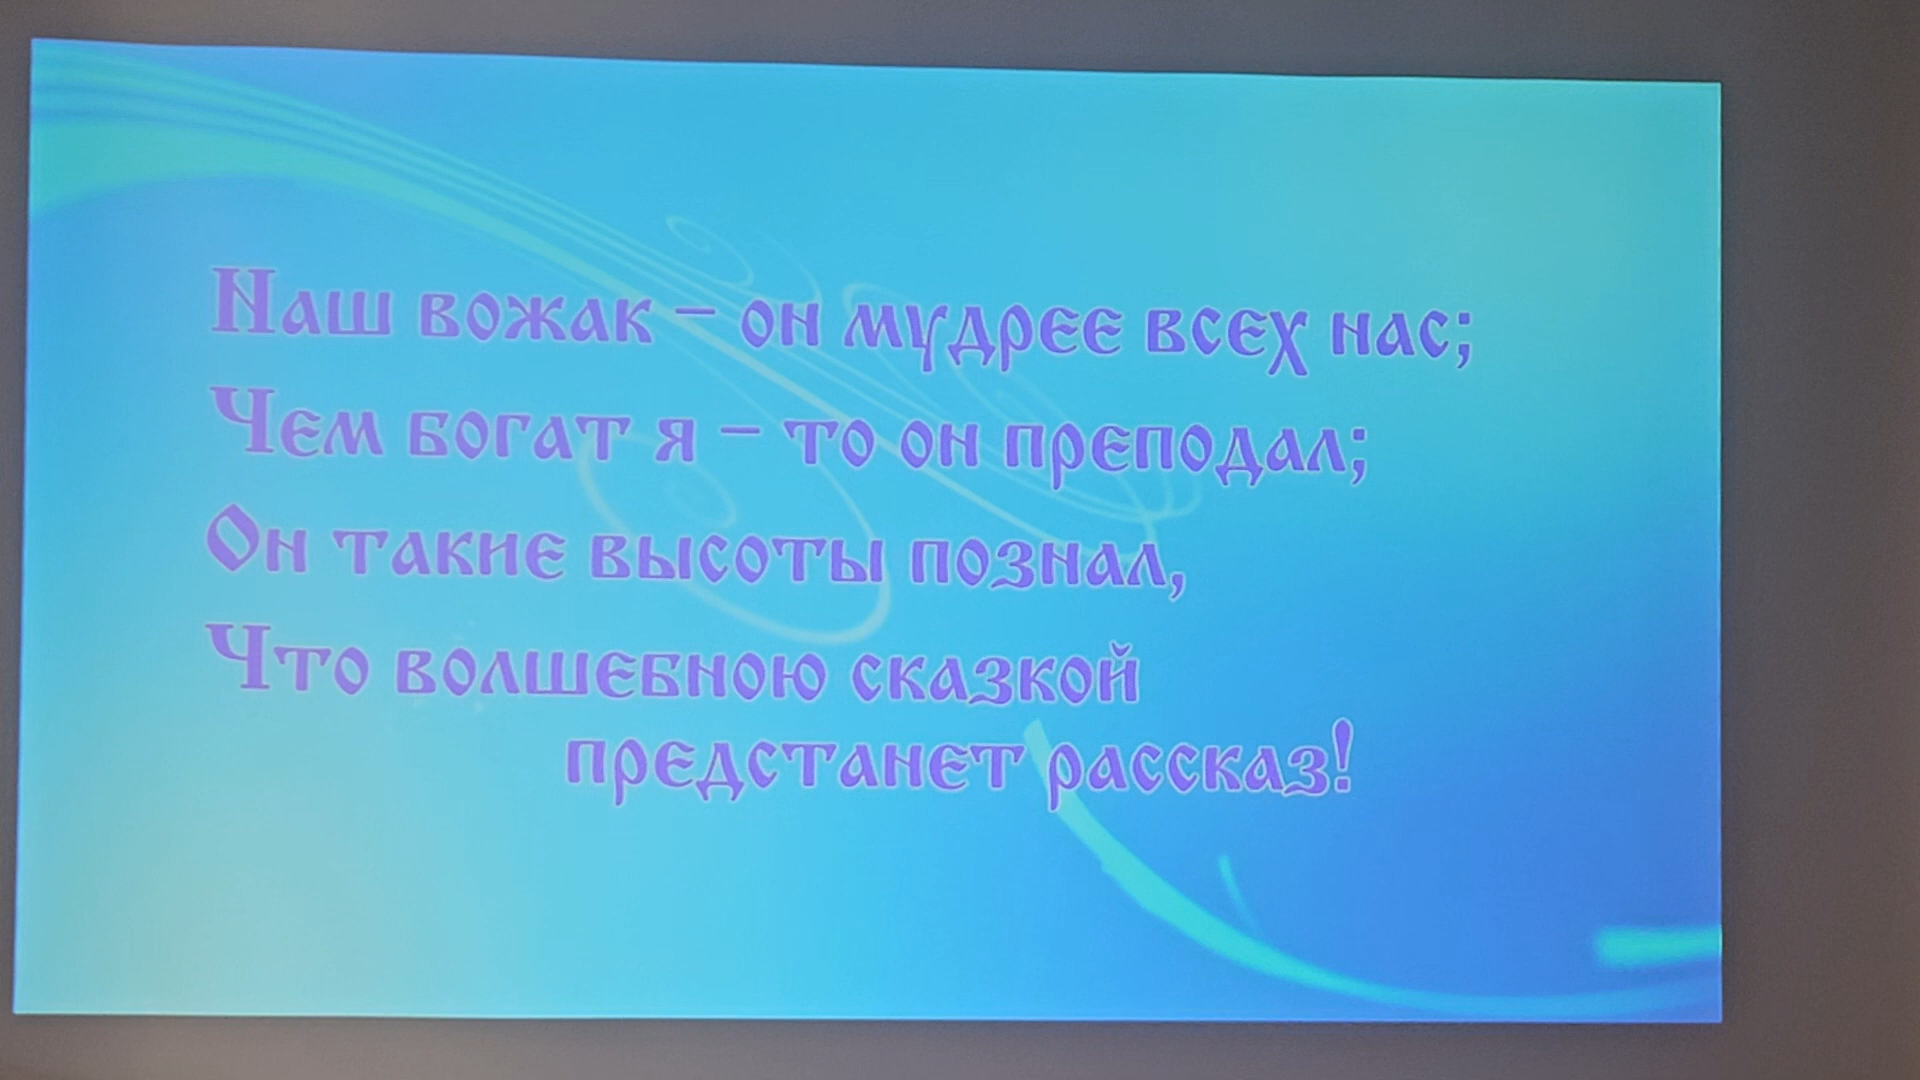 Наш вожак – он мудрее всех нас;
Чем богат я – то он преподал;
Он такие высоты познал,
Что волшебною сказкой
предстанет рассказ!